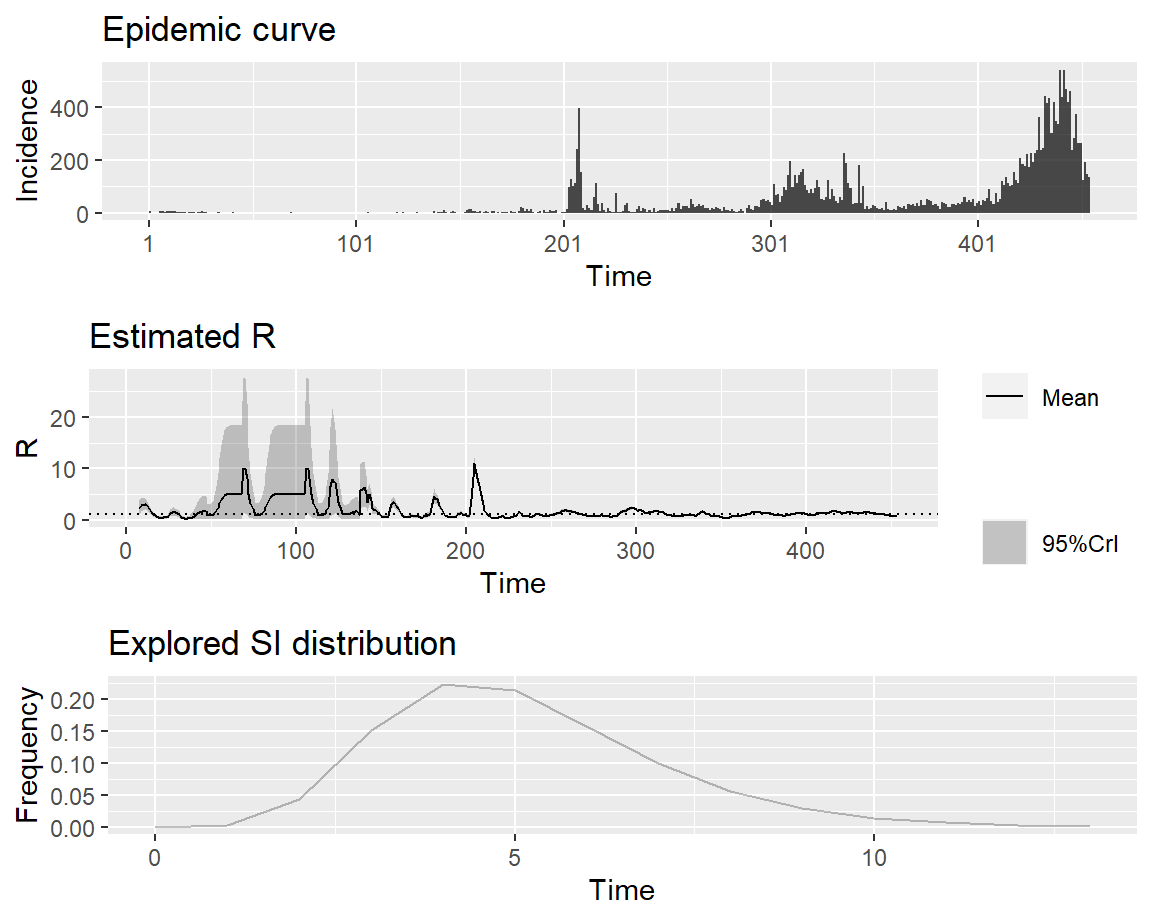 Epidemic curve
Incidence
400
200
0
1 101 201 301 401
Time
Estimated R
R
20
10
0
0 100 200 300 400
Time
Mean
95%CrI
Explored SI distribution
Frequency
0.20
0.15
0.10
0.05
0.00
0 5 10
Time